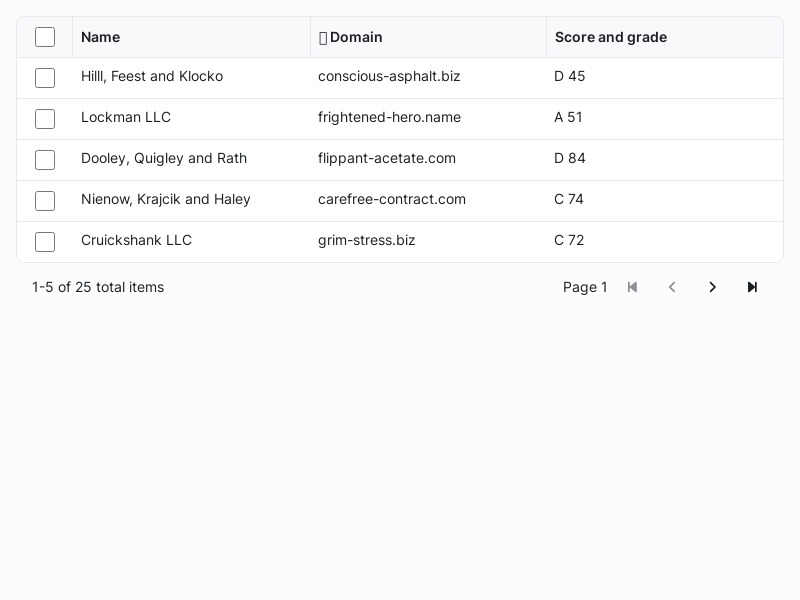 Name Domain Score and grade
Hilll, Feest and Klocko conscious-asphalt.biz D 45
Lockman LLC frightened-hero.name A 51
Dooley, Quigley and Rath flippant-acetate.com D 84
Nienow, Krajcik and Haley carefree-contract.com C 74
Cruickshank LLC grim-stress.biz C 72
1-5 of 25 total items Page 1